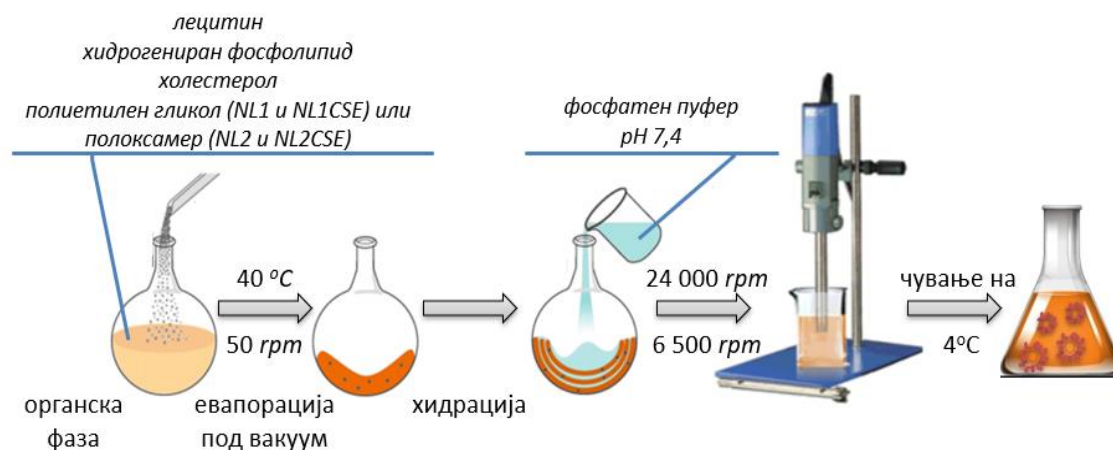 лецитин
хидрогениран фосфолипид
холестерол
полиетилен гликол (NL1 и NL1CSE) или
полоксамер (NL2 и NL2CSE)
фосфатен пуфер
pH 7,4
40 °C
50 rpm
24 000 rpm
6 500 rpm
чување на
4°C
органска
фаза
евапорација
под вакуум
хидрација